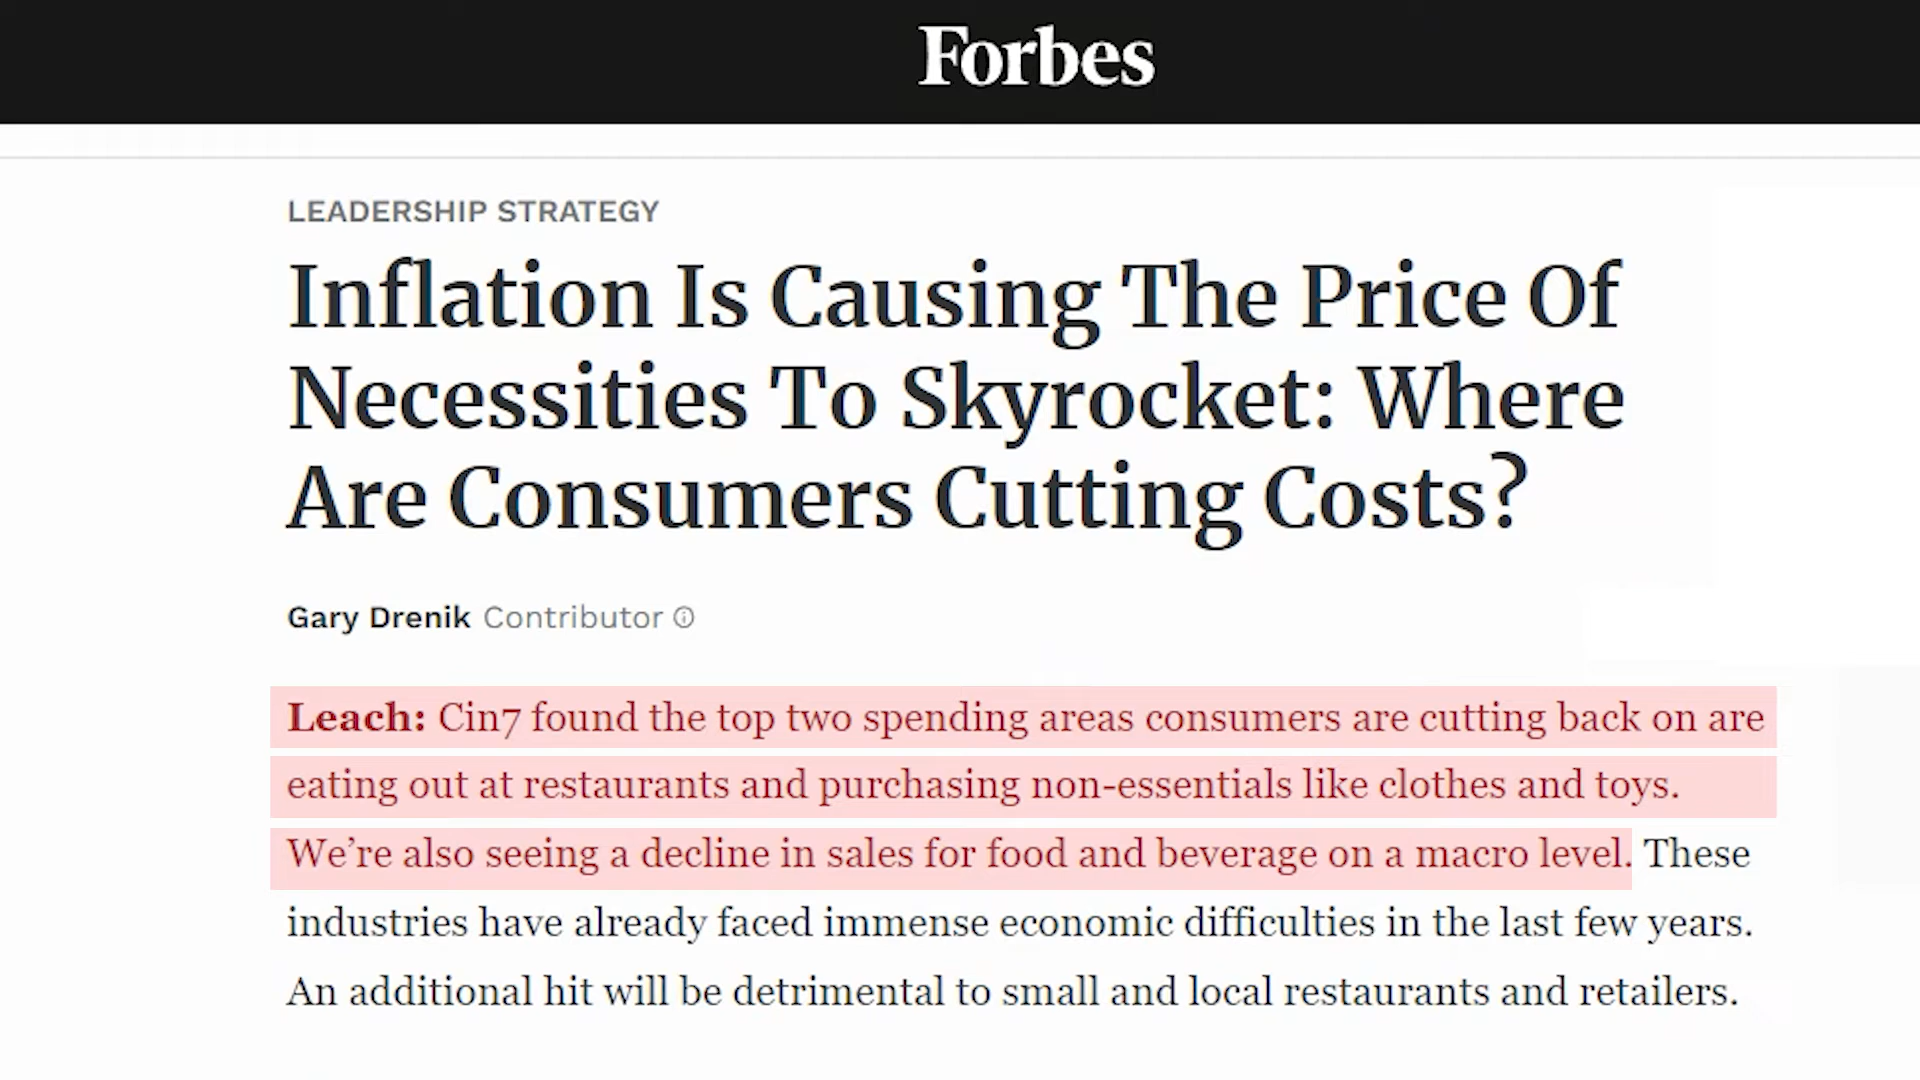 Forbes
LEADERSHIP STRATEGY
Inflation Is Causing The Price Of
Necessities To Skyrocket: Where
Are Consumers Cutting Costs?
Gary Drenik Contributor
Leach: Cin7 found the top two spending areas consumers are cutting back on are
eating out at restaurants and purchasing non-essentials like clothes and toys.
We’re also seeing a decline in sales for food and beverage on a macro level. These
industries have already faced immense economic difficulties in the last few years.
An additional hit will be detrimental to small and local restaurants and retailers.